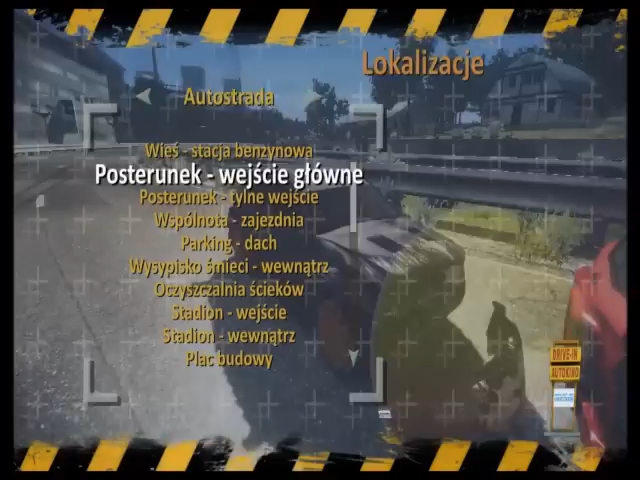 Lokalizacje
Autostrada
Wieś - stacja benzynowa
Posterunek - wejście główne
Posterunek - tylne wejście
Wspólnota - zajezdnia
Parking - dach
Wysypisko śmieci - wewnątrz
Oczyszczalnia ścieków
Stadion - wejście
Stadion - wewnątrz
Plac budowy
DRIVE-IN
AUTOKINO